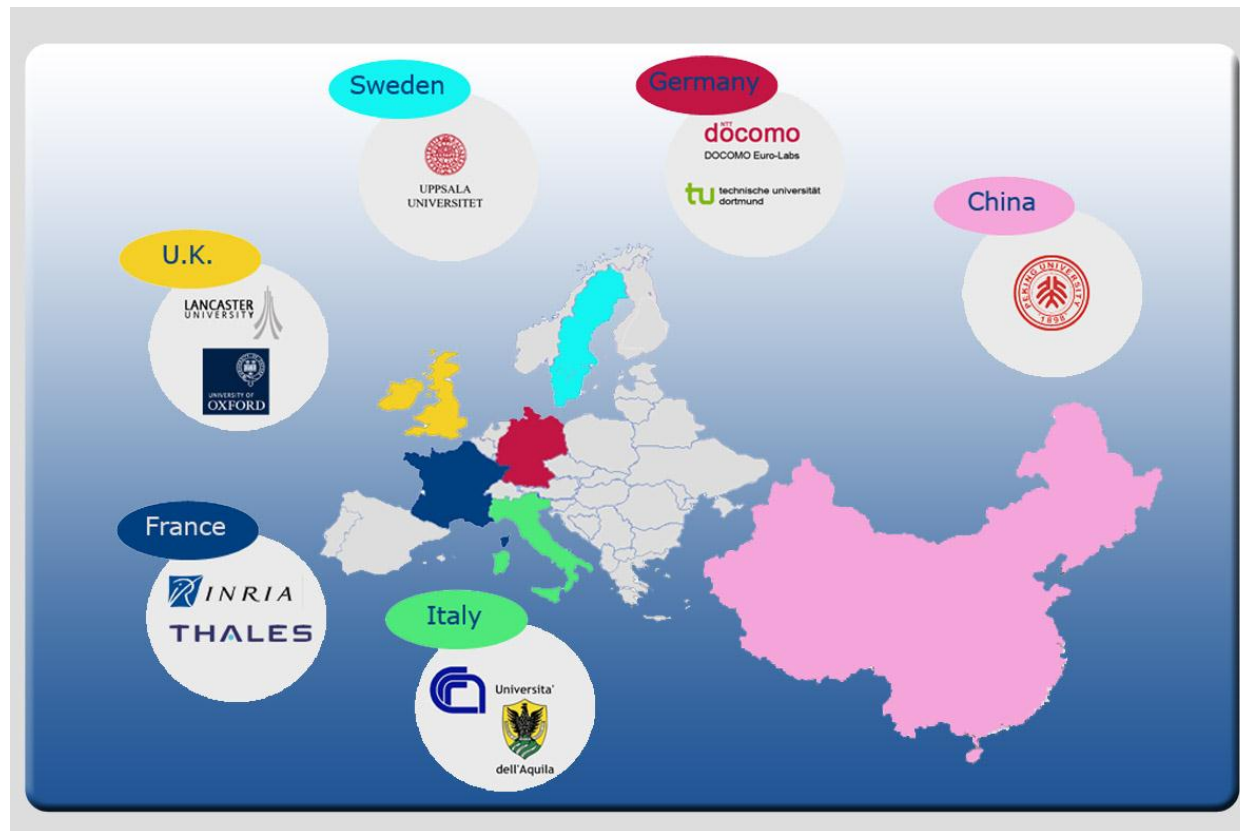 Sweden
UPPSALA
UNIVERSITET
Germany
NTT
döcomo
DOCOMO Euro-Labs
tu technische universität
dortmund
China
PEKING UNIVERSITY
1898
U.K.
LANCASTER
UNIVERSITY
UNIVERSITY OF
OXFORD
France
INRIA
THALES
Italy
Universita'
dell'Aquila